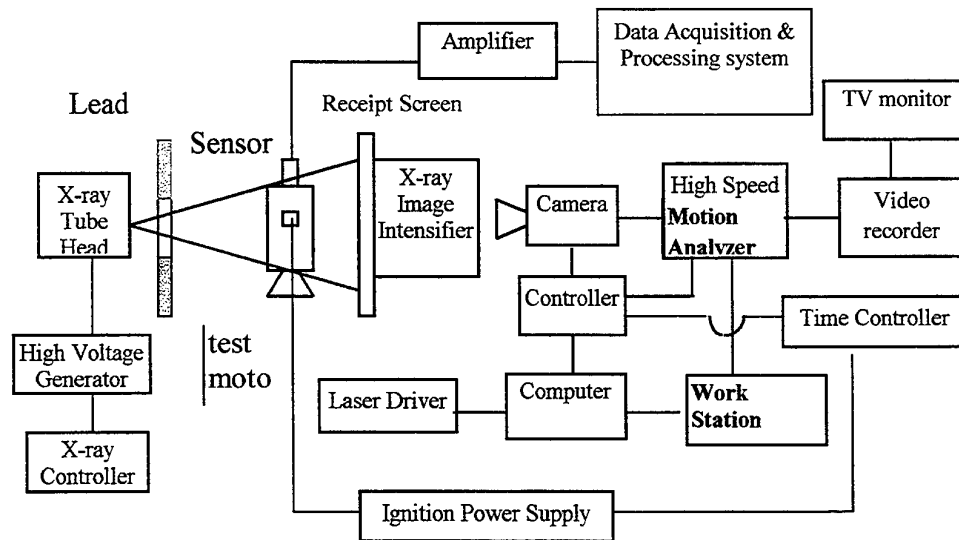 Amplifier
Data Acquisition &
Processing system
TV monitor
Lead
Receipt Screen
Sensor
X-ray
Tube
Head
X-ray
Image
Intensifier
Camera
High Speed
Motion
Analyzer
Video
recorder
Controller
Time Controller
High Voltage
Generator
test
moto
Laser Driver
Computer
Work
Station
X-ray
Controller
Ignition Power Supply